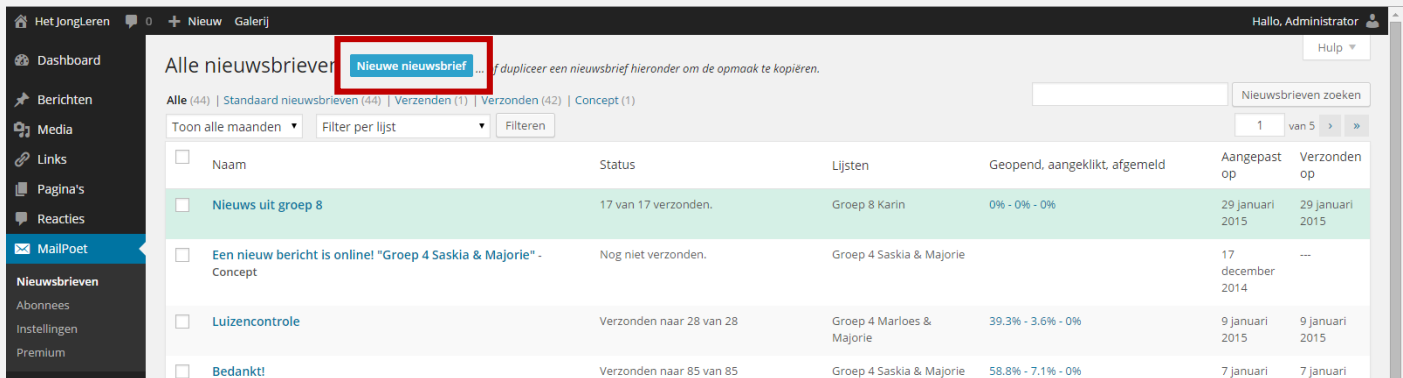 Het JongLeren 0 Nieuw Galerij Hallo, Administrator
Hulp
Dashboard
Berichten
Media
Links
Pagina's
Reacties
MailPoet
Nieuwsbrieven
Abonnees
Instellingen
Premium
Alle nieuwsbrieven Nieuwe nieuwsbrief ... of dupliceer een nieuwsbrief hieronder om de opmaak te kopiëren.
Alle (44) | Standaard nieuwsbrieven (44) | Verzenden (1) | Verzonden (42) | Concept (1)
Nieuwsbrieven zoeken
Toon alle maanden Filter per lijst Filteren 1 van 5 › »
Naam Status Lijsten Geopend, aangeklikt, afgemeld Aangepast op Verzonden op
Nieuws uit groep 8 17 van 17 verzonden. Groep 8 Karin 0% - 0% - 0% 29 januari 2015 29 januari 2015
Een nieuw bericht is online! "Groep 4 Saskia & Majorie" - Concept Nog niet verzonden. Groep 4 Saskia & Majorie 17 december 2014 ---
Luizencontrole Verzonden naar 28 van 28 Groep 4 Marloes & Majorie 39.3% - 3.6% - 0% 9 januari 2015 9 januari 2015
Bedankt! Verzonden naar 85 van 85 Groep 4 Saskia & Majorie 58.8% - 7.1% - 0% 7 januari 7 januari